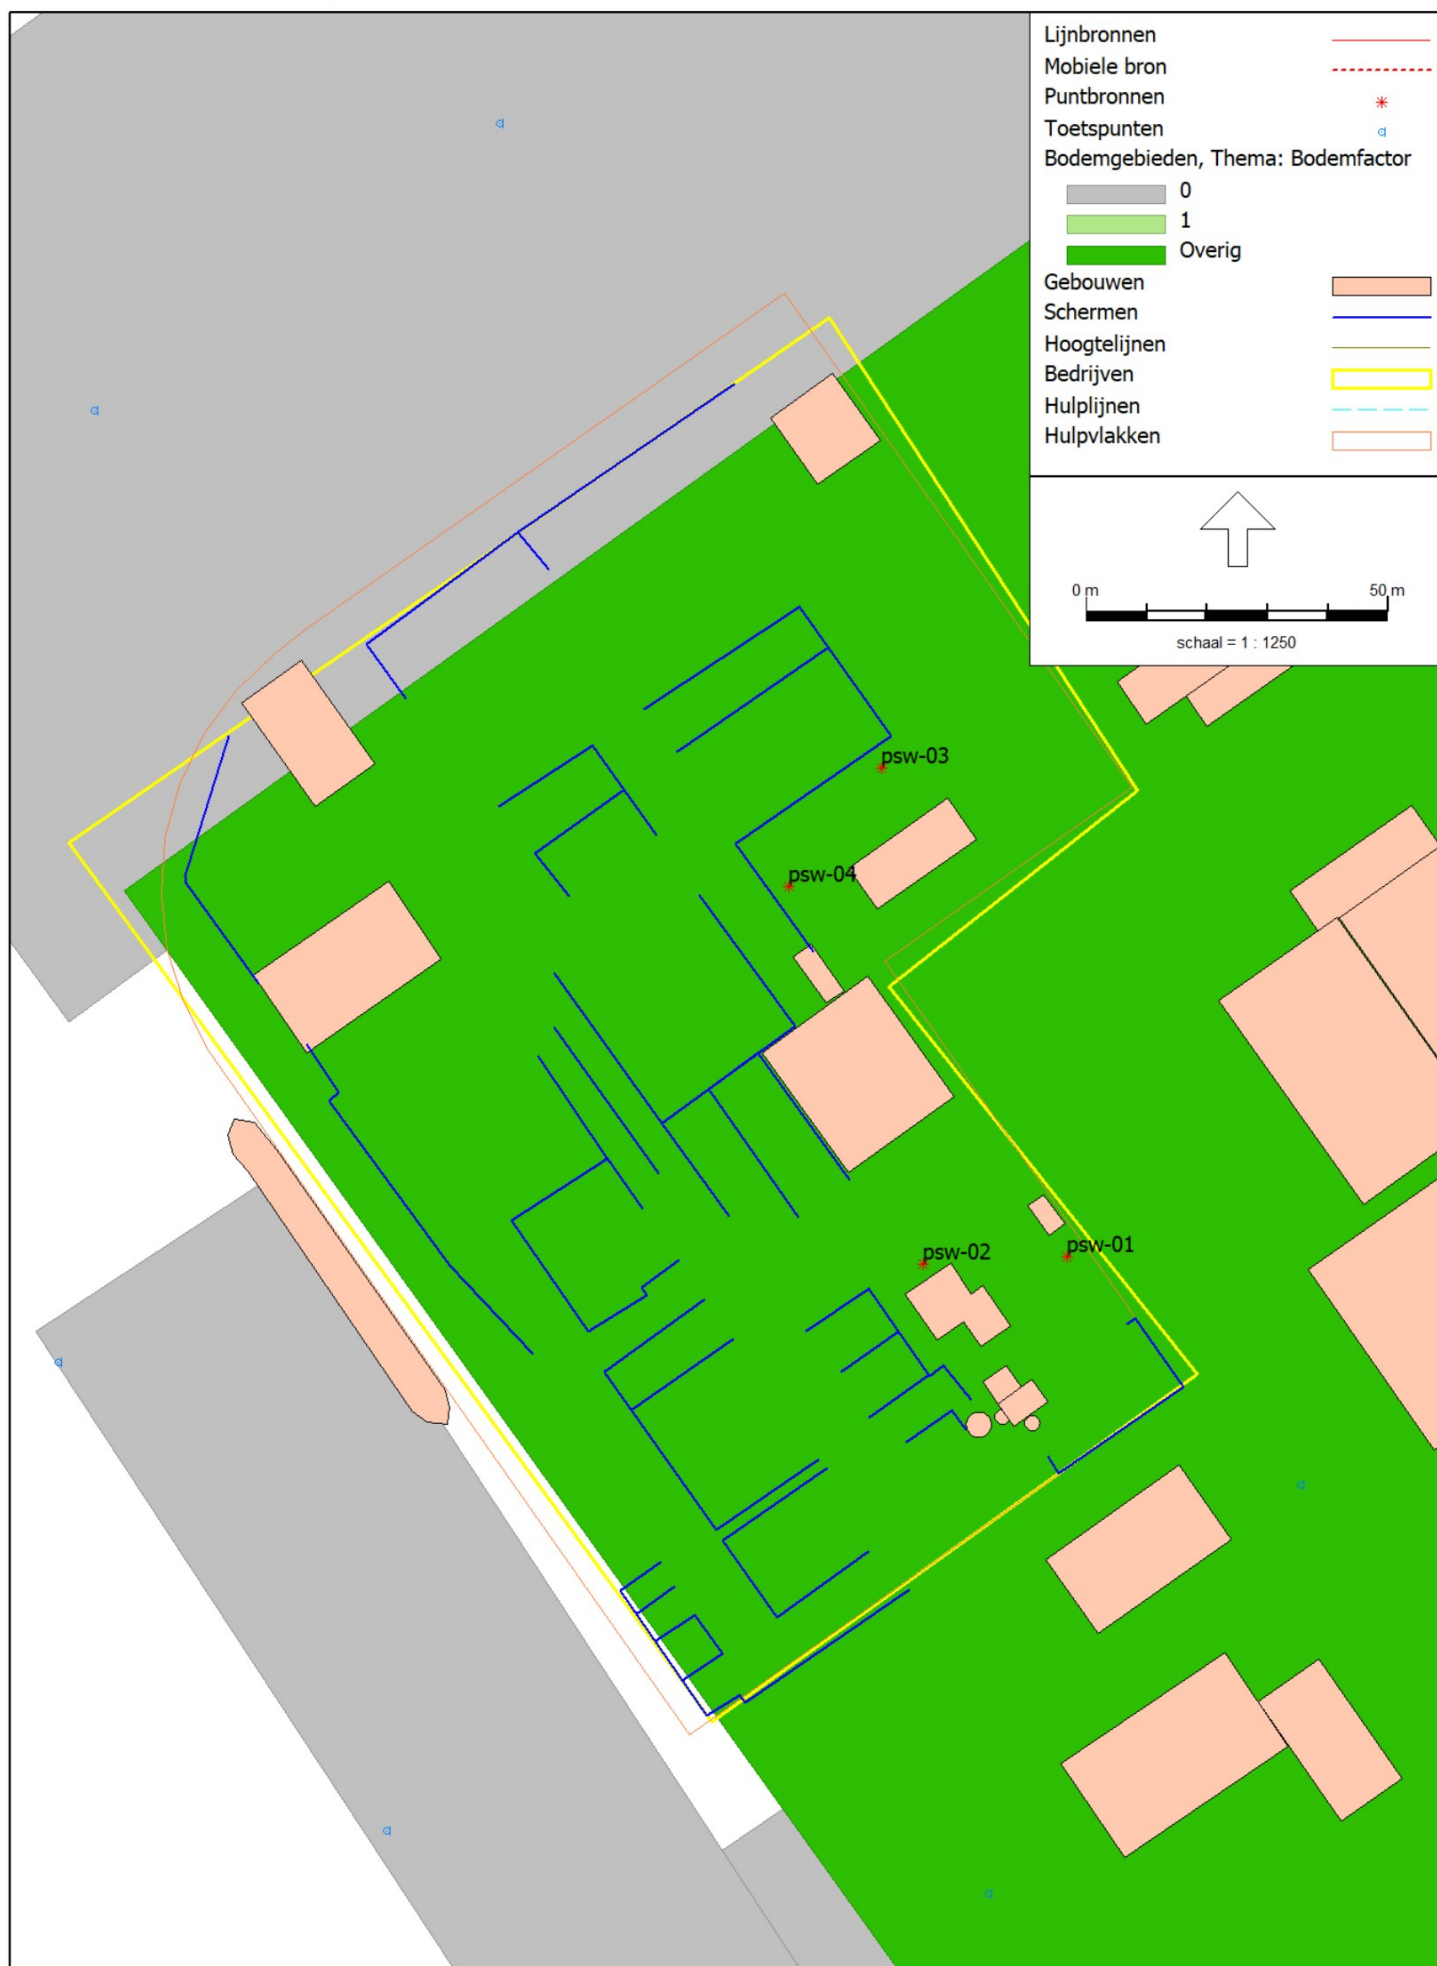 Lijnbronnen
Mobiele bron
Puntbronnen
Toetspunten
Bodemgebieden, Thema: Bodemfactor
0
1
Overig
Gebouwen
Schermen
Hoogtelijnen
Bedrijven
Hulplijnen
Hulpvlakken
0 m 50 m
schaal = 1 : 1250
psw-03
psw-04
psw-02
psw-01